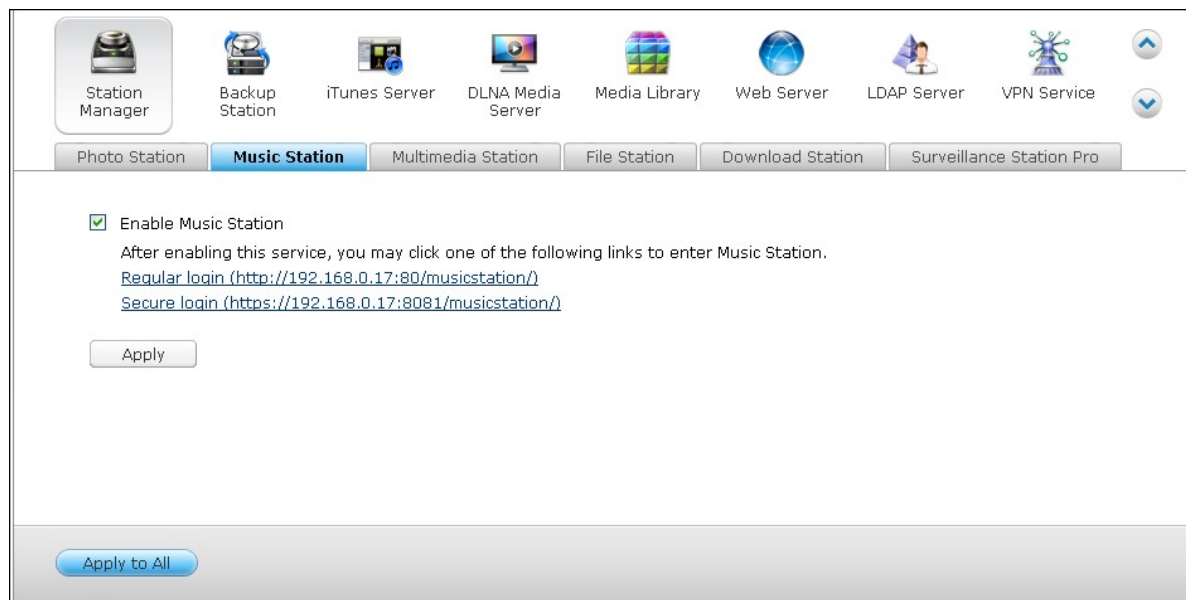 Station Manager
Backup Station
iTunes Server
DLNA Media Server
Media Library
Web Server
LDAP Server
VPN Service
Photo Station
Music Station
Multimedia Station
File Station
Download Station
Surveillance Station Pro
Enable Music Station
After enabling this service, you may click one of the following links to enter Music Station.
Regular login (http://192.168.0.17:80/musicstation/)
Secure login (https://192.168.0.17:8081/musicstation/)
Apply
Apply to All